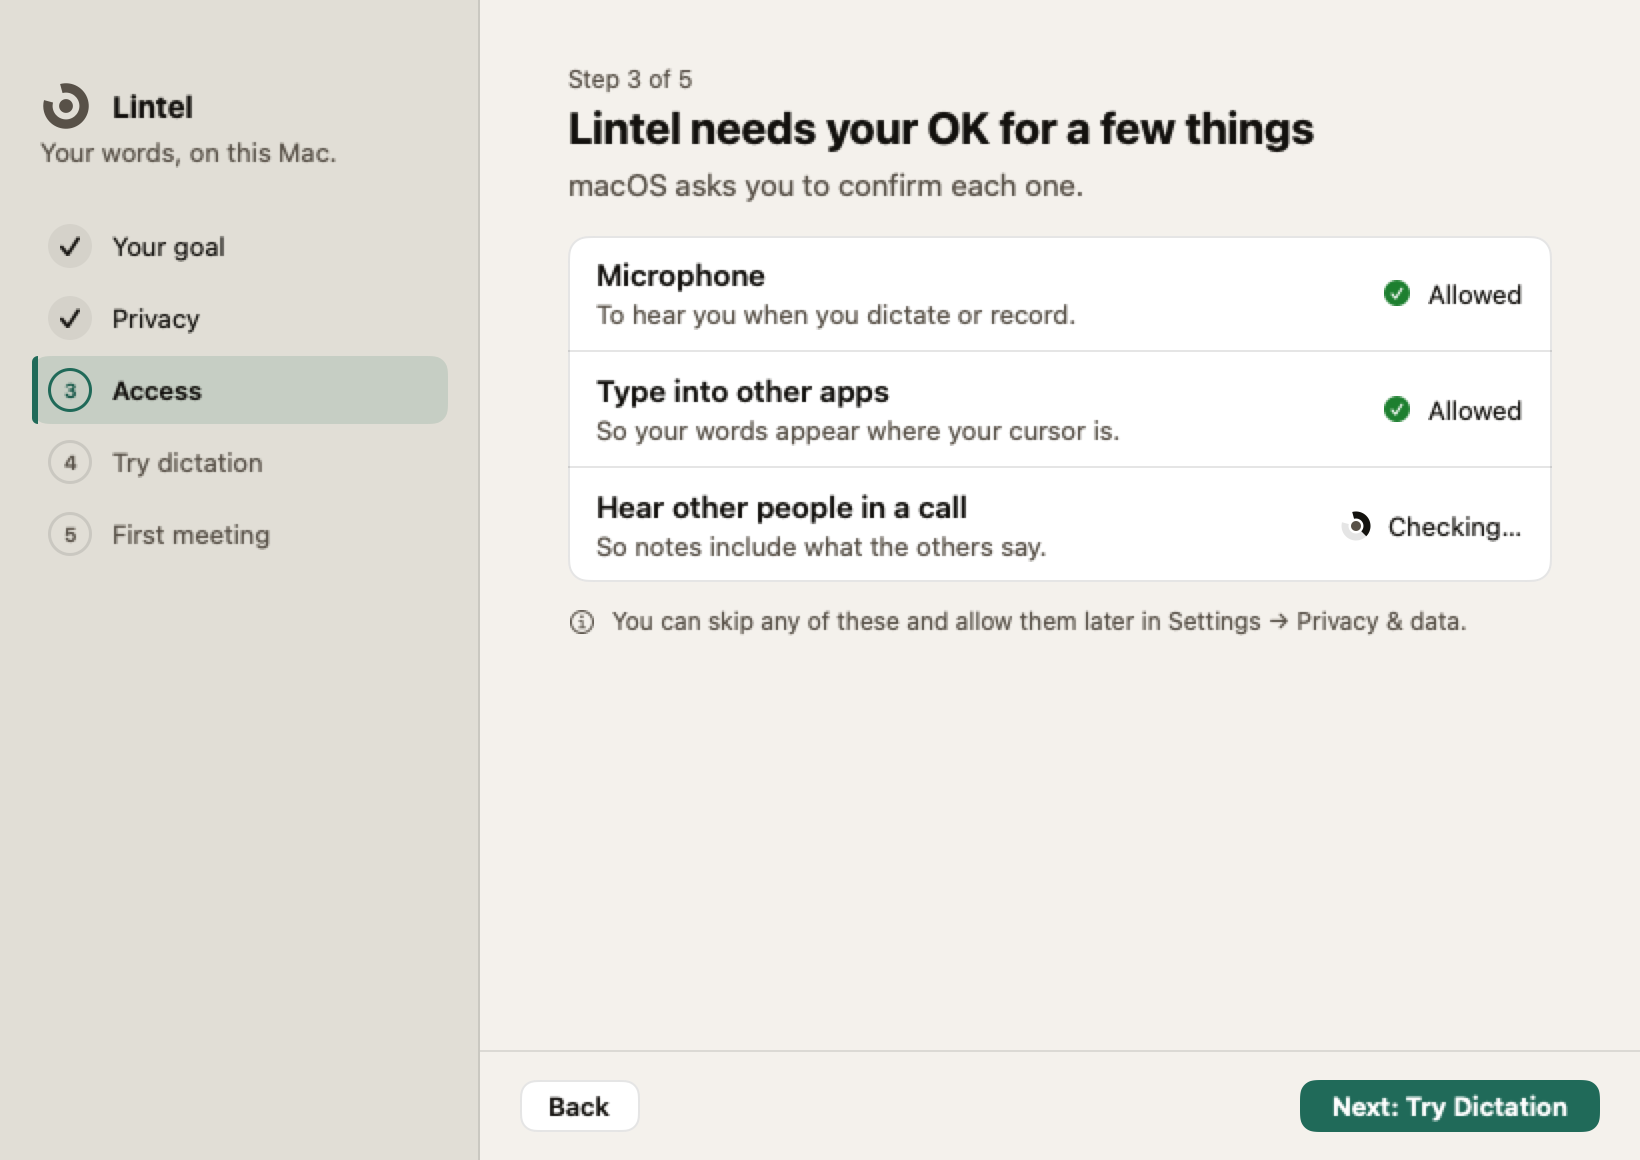 Lintel
Your words, on this Mac.
Your goal
Privacy
3 Access
4 Try dictation
5 First meeting
Step 3 of 5
Lintel needs your OK for a few things
macOS asks you to confirm each one.
Microphone
To hear you when you dictate or record.
Allowed
Type into other apps
So your words appear where your cursor is.
Allowed
Hear other people in a call
So notes include what the others say.
Checking...
You can skip any of these and allow them later in Settings → Privacy & data.
Back
Next: Try Dictation